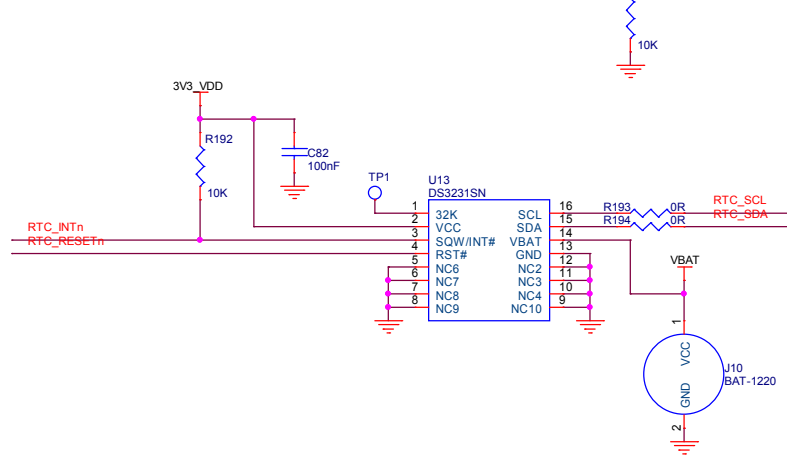 10K
3V3_VDD
R192
10K
C82
100nF
TP1
U13
DS3231SN
RTC_INTn
RTC_RESETn
1 32K SCL 16
2 VCC SDA 15
3 SQW/INT# VBAT 14
4 RST# GND 13
5 NC6 NC2 12
6 NC7 NC3 11
7 NC8 NC4 10
8 NC9 NC10 9
R193 0R RTC_SCL
R194 0R RTC_SDA
VBAT
1
VCC
J10
BAT-1220
GND
2